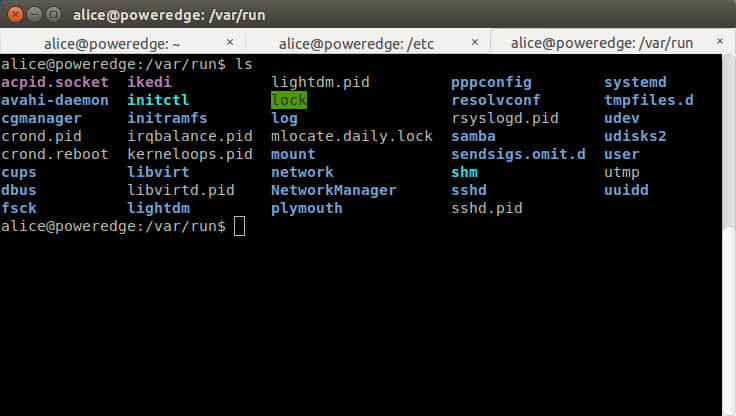 alice@poweredge: /var/run
alice@poweredge: ~ × alice@poweredge: /etc × alice@poweredge: /var/run ×
alice@poweredge:/var/run$ ls
acpid.socket ikedi lightdm.pid pppconfig systemd
avahi-daemon initctl lock resolvconf tmpfiles.d
cgmanager initramfs log rsyslogd.pid udev
crond.pid irqbalance.pid mlocate.daily.lock samba udisks2
crond.reboot kerneloops.pid mount sendsigs.omit.d user
cups libvirt network shm utmp
dbus libvirtd.pid NetworkManager sshd uuidd
fsck lightdm plymouth sshd.pid
alice@poweredge:/var/run$